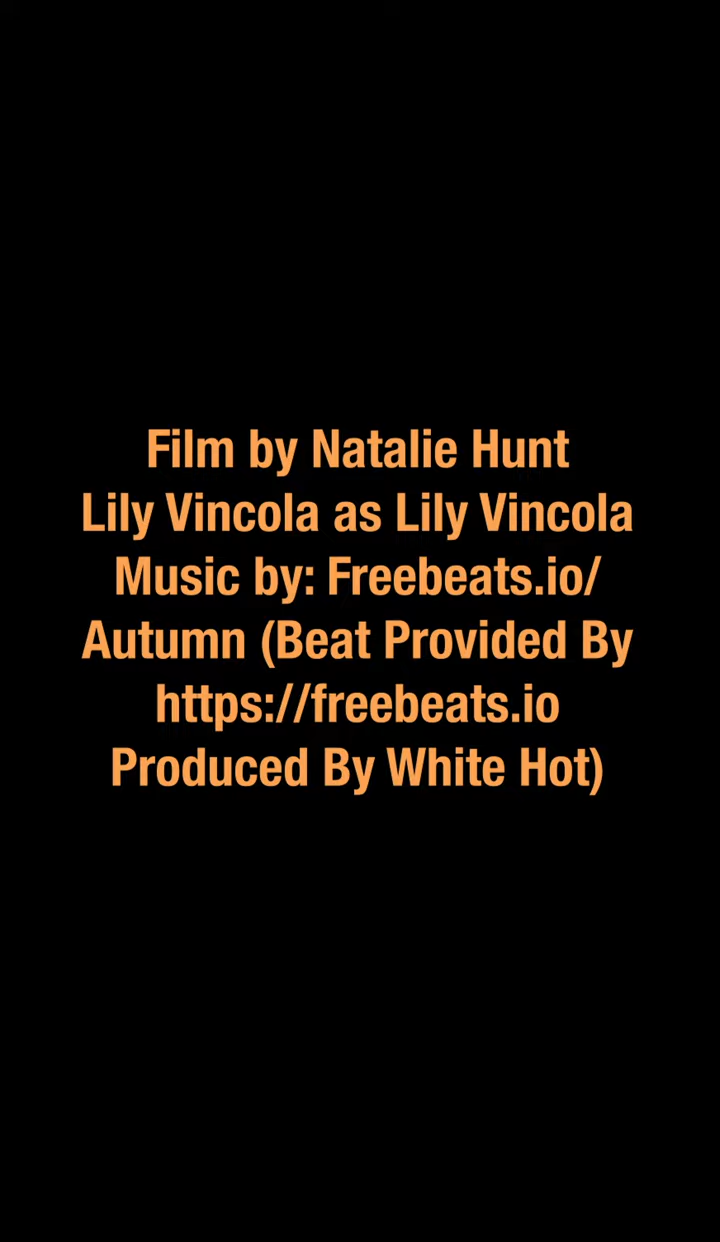 Film by Natalie Hunt
Lily Vincola as Lily Vincola
Music by: Freebeats.io/
Autumn (Beat Provided By
https://freebeats.io
Produced By White Hot)